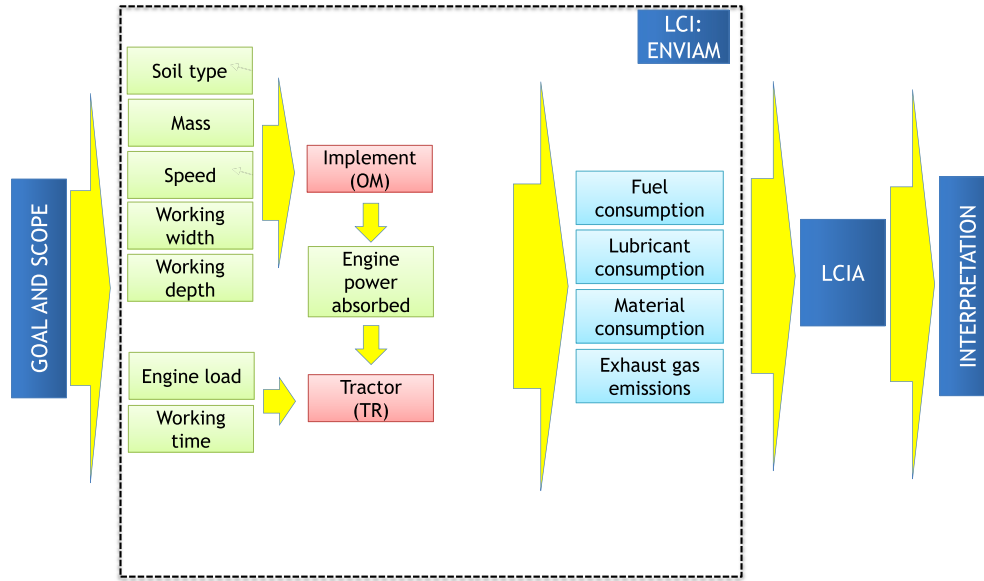 LCI:
ENVIAM
GOAL AND SCOPE
Soil type
Mass
Speed
Working
width
Working
depth
Engine load
Working
time
Implement
(OM)
Engine
power
absorbed
Tractor
(TR)
Fuel
consumption
Lubricant
consumption
Material
consumption
Exhaust gas
emissions
LCIA
INTERPRETATION